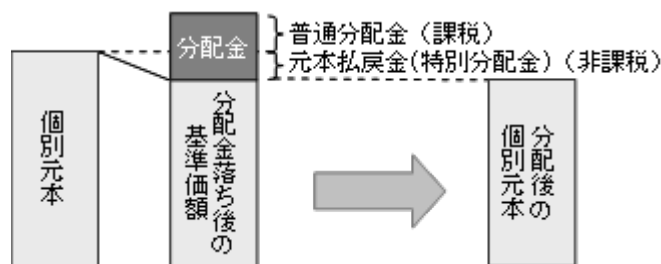 分配金
普通分配金（課税）
元本払戻金(特別分配金)（非課税）
個別元本
分配金落ち後の
基準価額
分配後の
個別元本